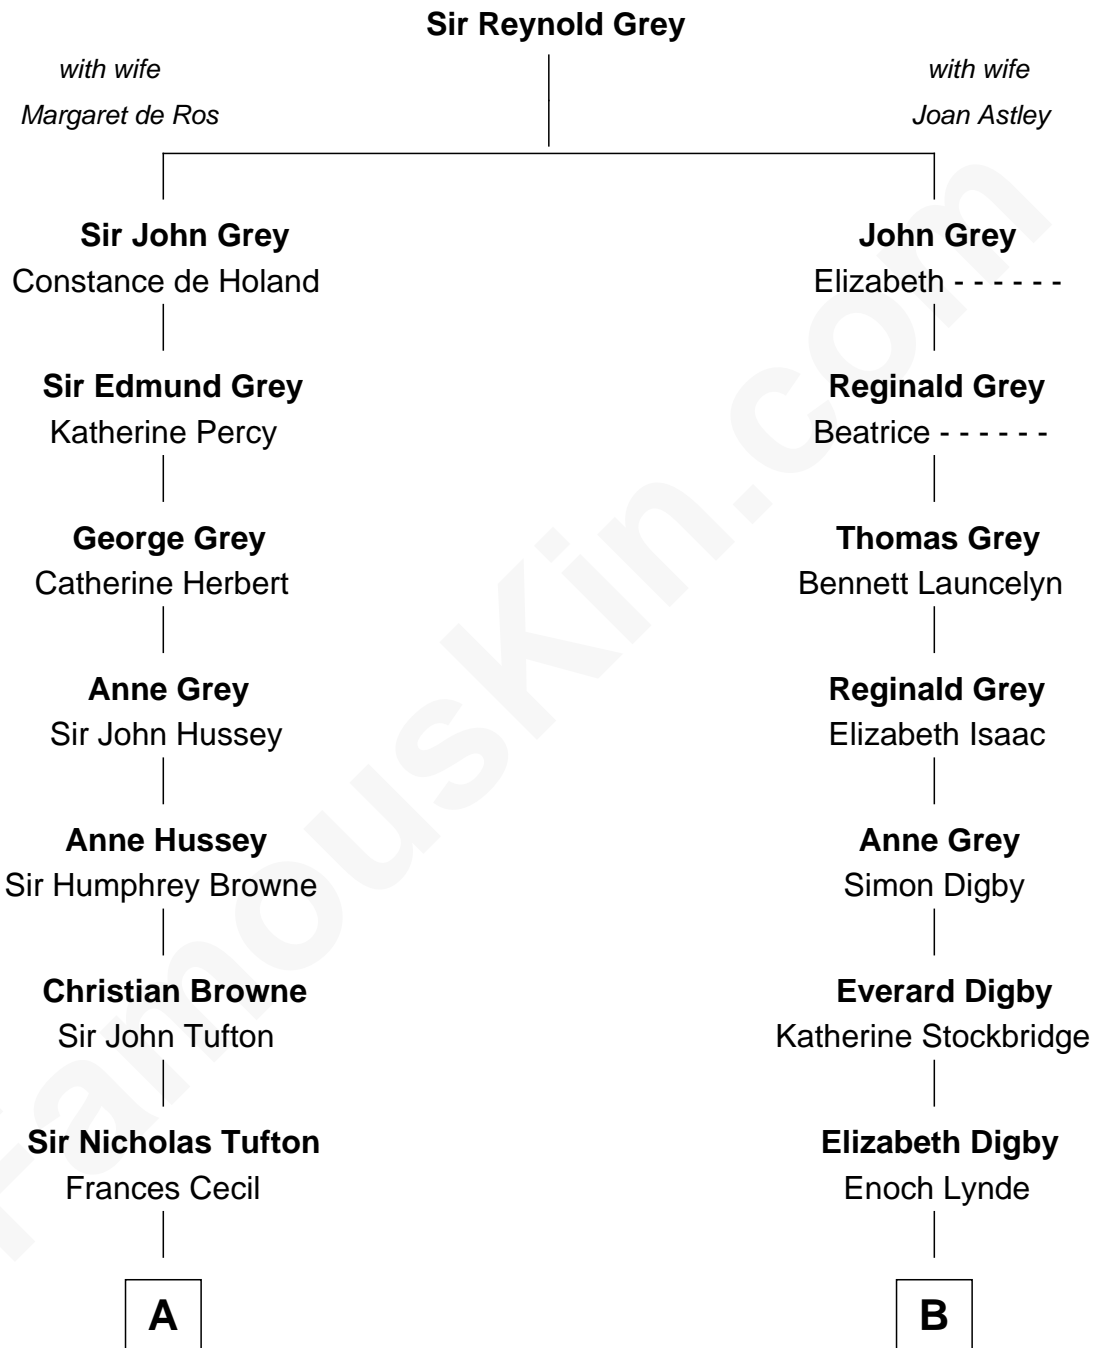 Sir Reynold Grey
with wife
Margaret de Ros
with wife
Joan Astley
Sir John Grey
Constance de Holand
John Grey
Elizabeth - - - - - -
Sir Edmund Grey
Katherine Percy
Reginald Grey
Beatrice - - - - - -
George Grey
Catherine Herbert
Thomas Grey
Bennett Launcelyn
Anne Grey
Sir John Hussey
Reginald Grey
Elizabeth Isaac
Anne Hussey
Sir Humphrey Browne
Anne Grey
Simon Digby
Christian Browne
Sir John Tufton
Everard Digby
Katherine Stockbridge
Sir Nicholas Tufton
Frances Cecil
Elizabeth Digby
Enoch Lynde
A
B
FamousKin.com